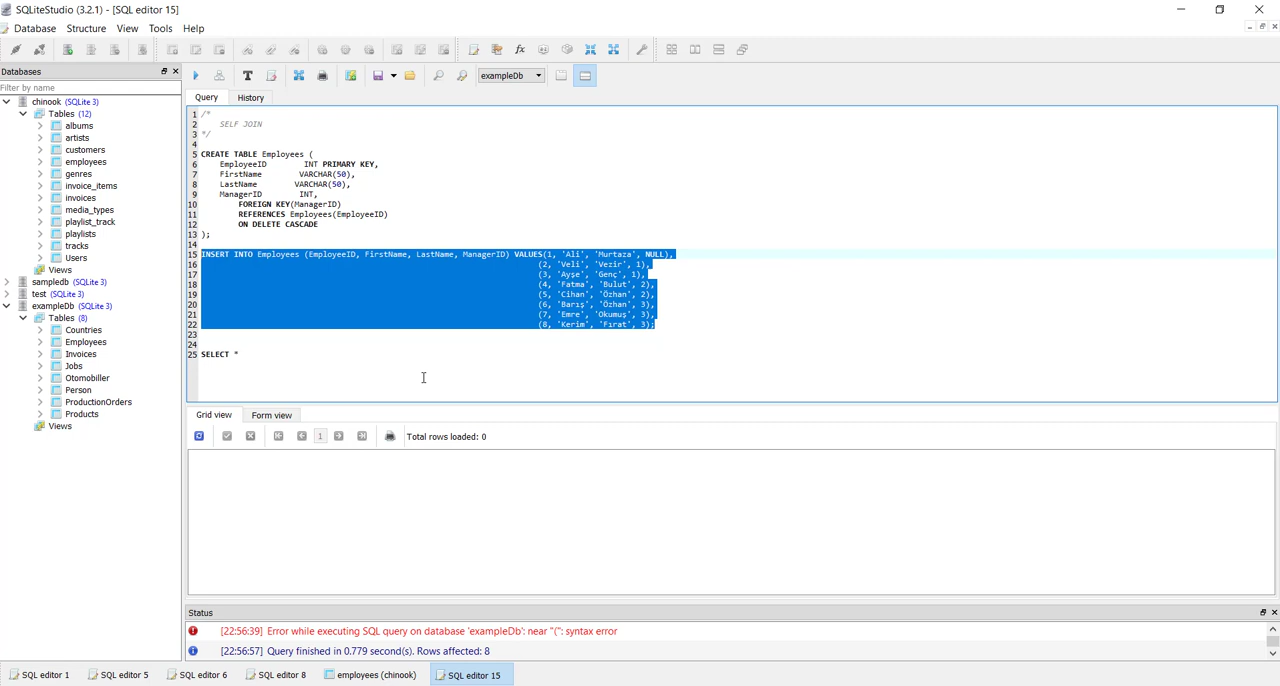 SQLiteStudio (3.2.1) - [SQL editor 15]
Database Structure View Tools Help
Databases
exampleDb
Filter by name
Query History
chinook (SQLite 3)
Tables (12)
albums
artists
customers
employees
genres
invoice_items
invoices
media_types
playlist_track
playlists
tracks
Users
Views
sampledb (SQLite 3)
test (SQLite 3)
exampleDb (SQLite 3)
Tables (8)
Countries
Employees
Invoices
Jobs
Otomobiller
Person
ProductionOrders
Products
Views
1 /*
2 SELF JOIN
3 */
4
5 CREATE TABLE Employees (
6 EmployeeID INT PRIMARY KEY,
7 FirstName VARCHAR(50),
8 LastName VARCHAR(50),
9 ManagerID INT,
10 FOREIGN KEY(ManagerID)
11 REFERENCES Employees(EmployeeID)
12 ON DELETE CASCADE
13 );
14
15 INSERT INTO Employees (EmployeeID, FirstName, LastName, ManagerID) VALUES(1, 'Ali', 'Murtaza', NULL),
16 (2, 'Veli', 'Vezir', 1),
17 (3, 'Ayşe', 'Genç', 1),
18 (4, 'Fatma', 'Bulut', 2),
19 (5, 'Cihan', 'Özhan', 2),
20 (6, 'Barış', 'Özhan', 3),
21 (7, 'Emre', 'Okumuş', 3),
22 (8, 'Kerim', 'Fırat', 3);
23
24
25 SELECT *
Grid view Form view
1 Total rows loaded: 0
Status
[22:56:39] Error while executing SQL query on database 'exampleDb': near "(": syntax error
[22:56:57] Query finished in 0.779 second(s). Rows affected: 8
SQL editor 1 SQL editor 5 SQL editor 6 SQL editor 8 employees (chinook) SQL editor 15